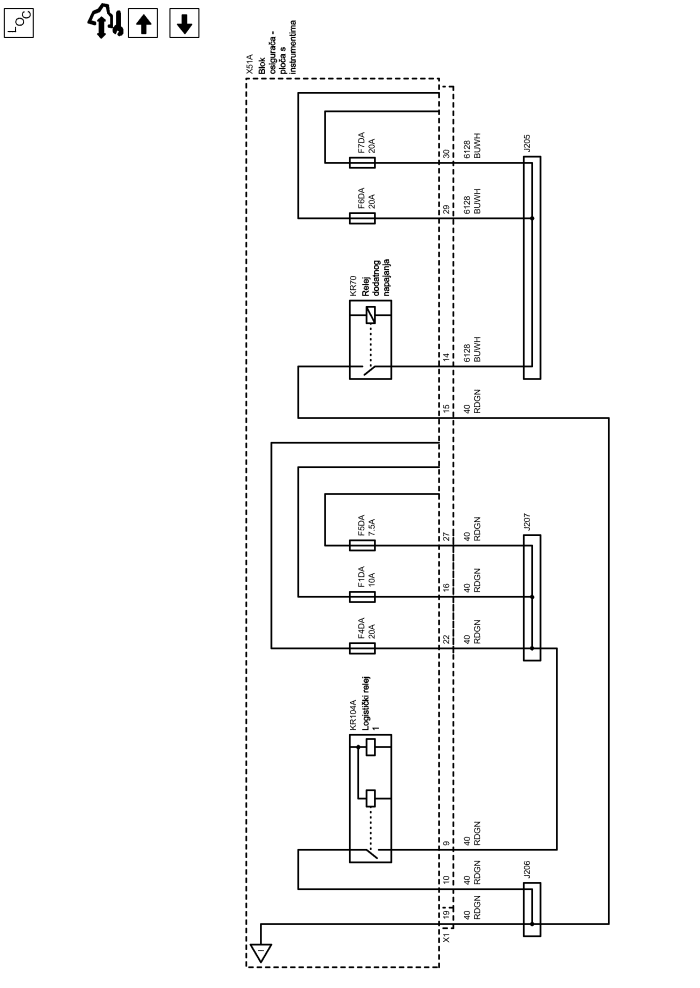 LOC
X51A
Blok
osigurača -
ploča s
instrumentima
F7DA
20A
30
6128
BUWH
J205
F6DA
20A
29
6128
BUWH
KR70
Relej
dodatnog
napajanja
14
6128
BUWH
15
40
RDGN
F5DA
7.5A
27
40
RDGN
J207
F1DA
10A
16
40
RDGN
F4DA
20A
22
40
RDGN
KR104A
Logistički relej
1
9
40
RDGN
10
40
RDGN
J206
19
40
RDGN
X1
I